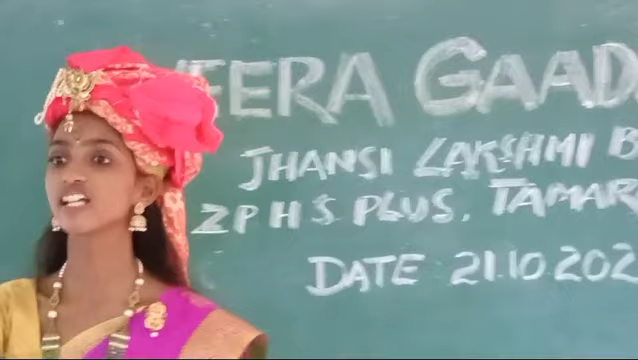 EERA GAAD
JHANSI LAKSHMI B
ZPHS PLUS, TAMAR
DATE 21.10.202